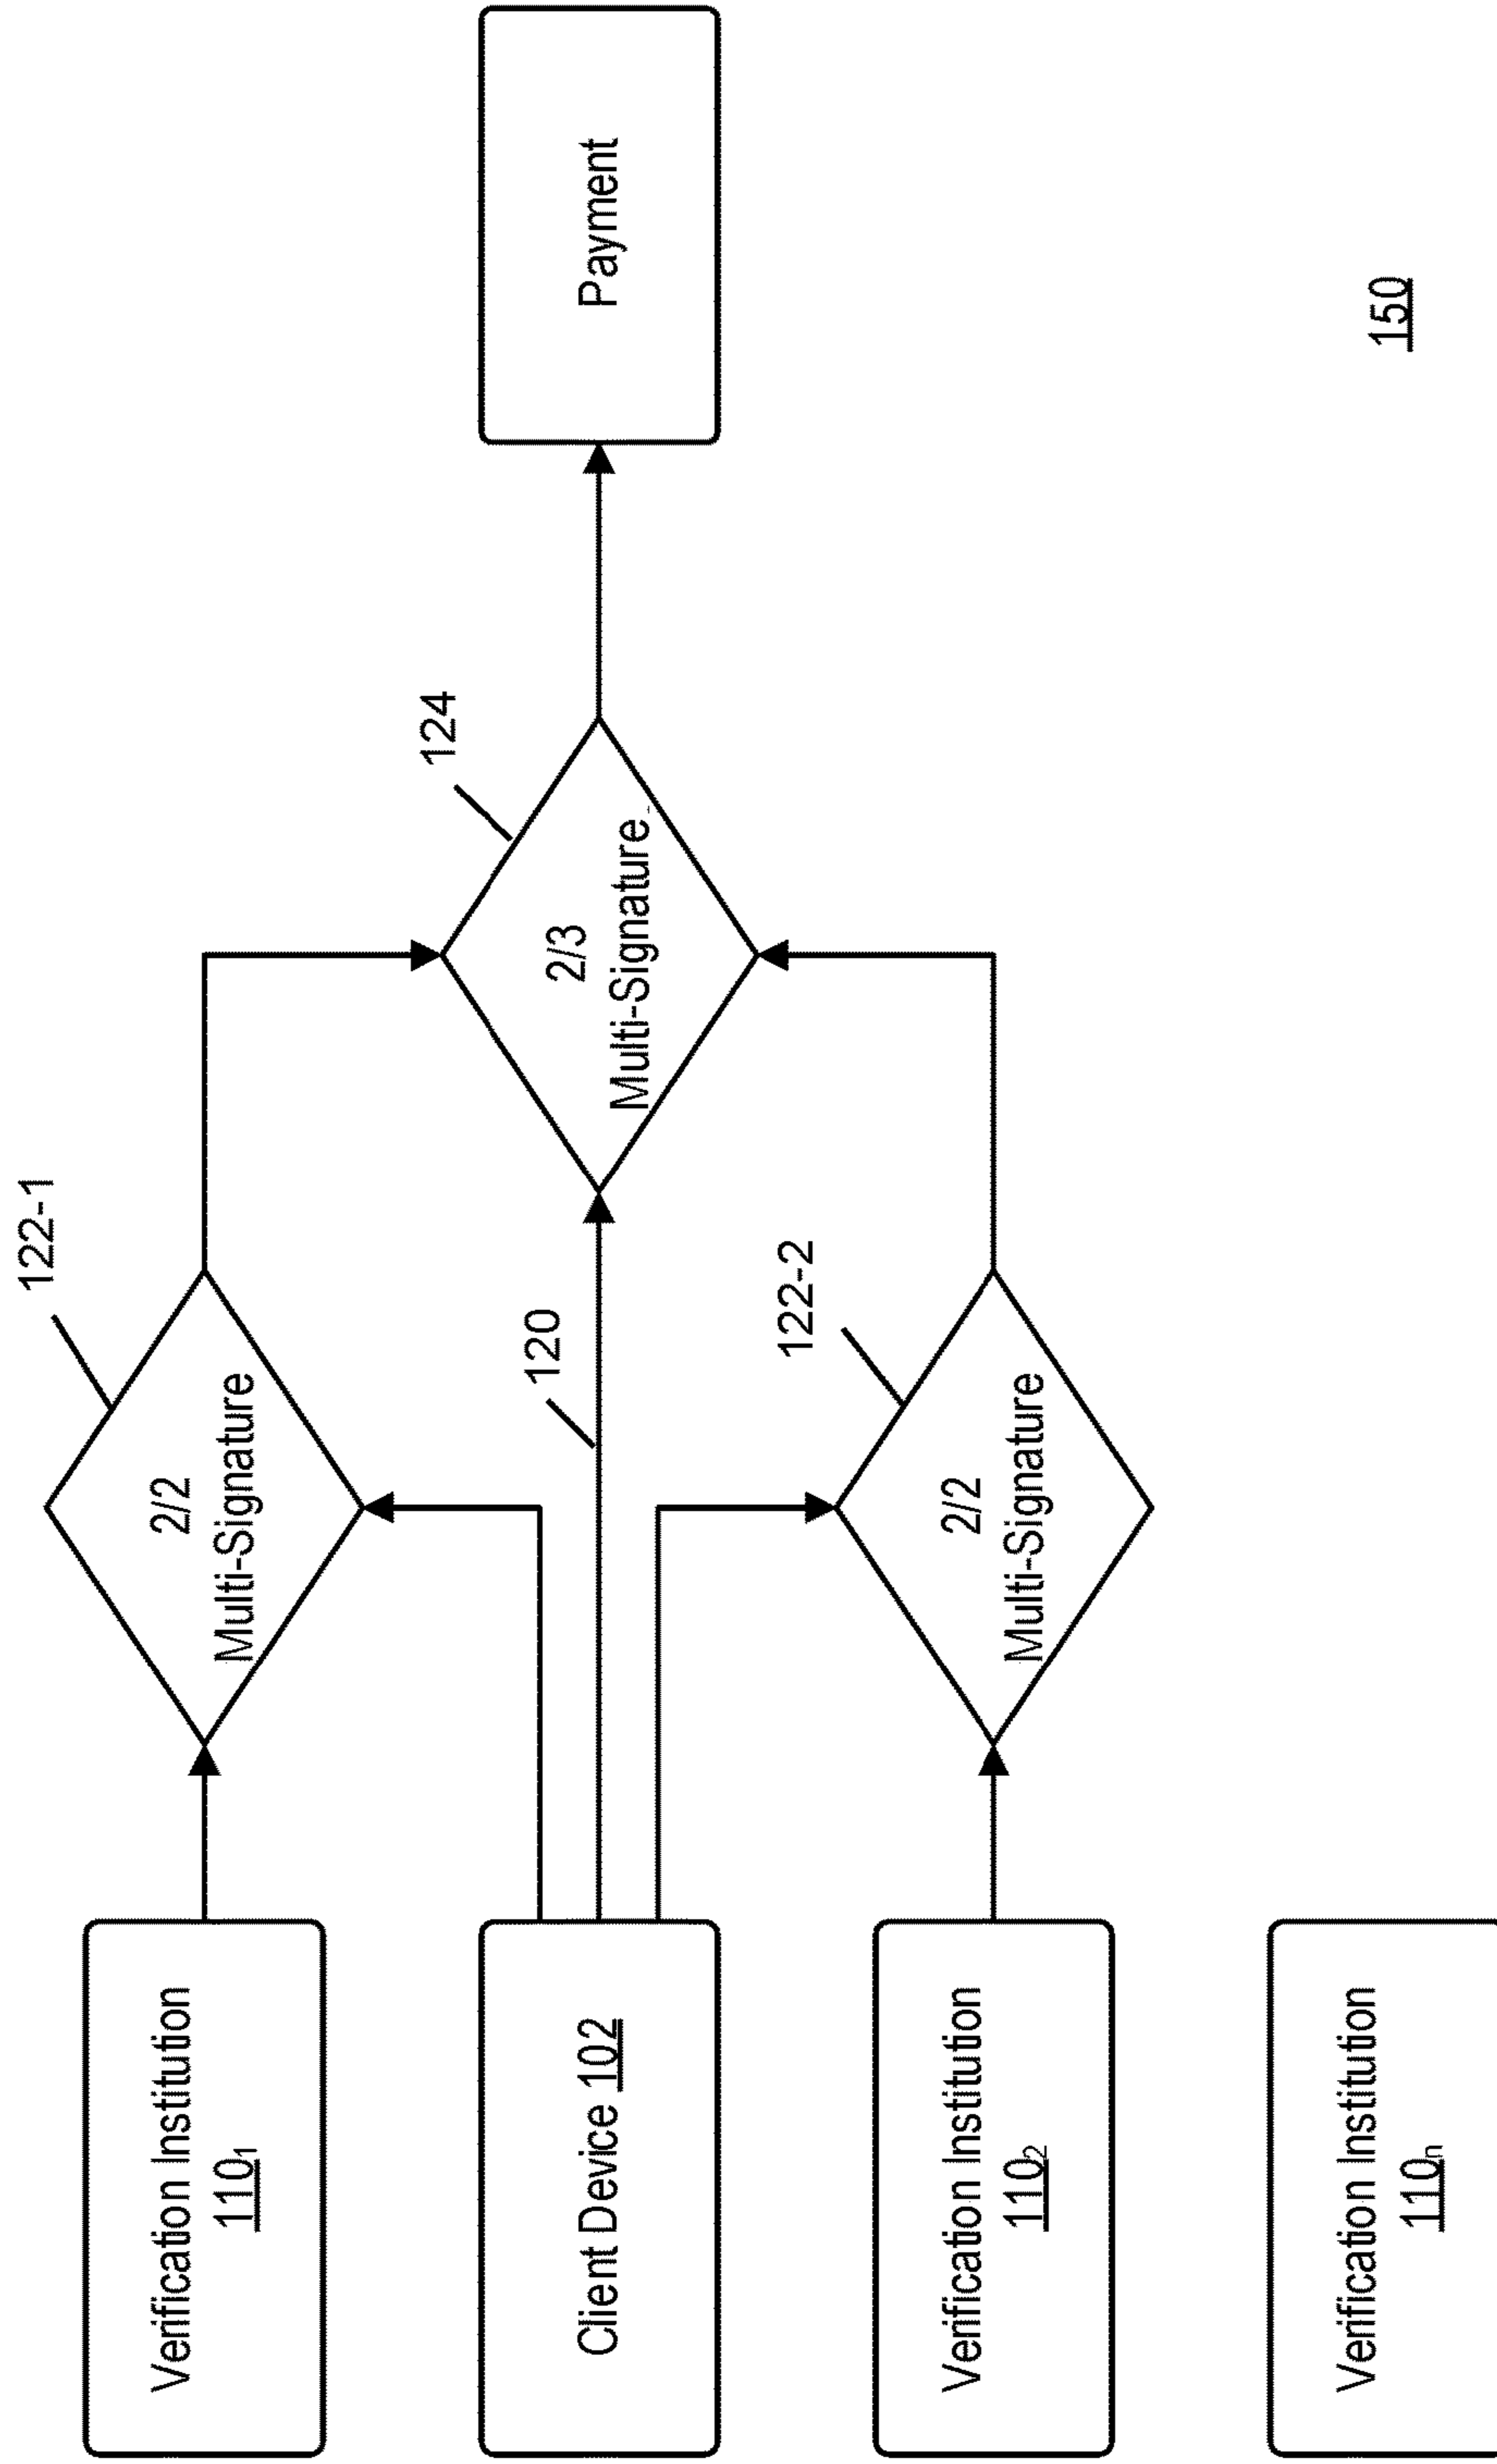 Verification Institution
110₁
2/2
Multi-Signature
122-1
Client Device 102
120
2/3
Multi-Signature
124
Payment
Verification Institution
110₂
2/2
Multi-Signature
122-2
Verification Institution
110ₙ
150